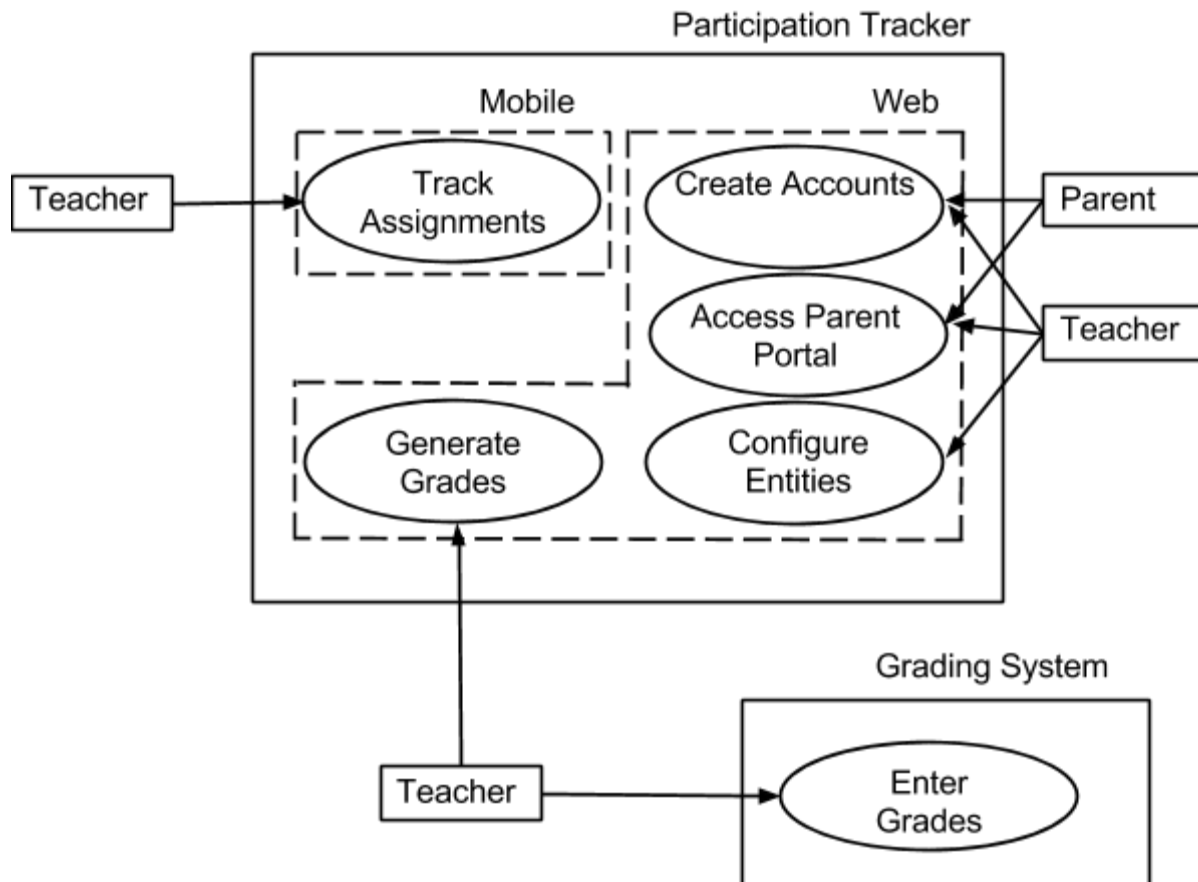 Participation Tracker
Mobile
Web
Teacher
Track
Assignments
Create Accounts
Parent
Access Parent
Portal
Teacher
Generate
Grades
Configure
Entities
Grading System
Teacher
Enter
Grades